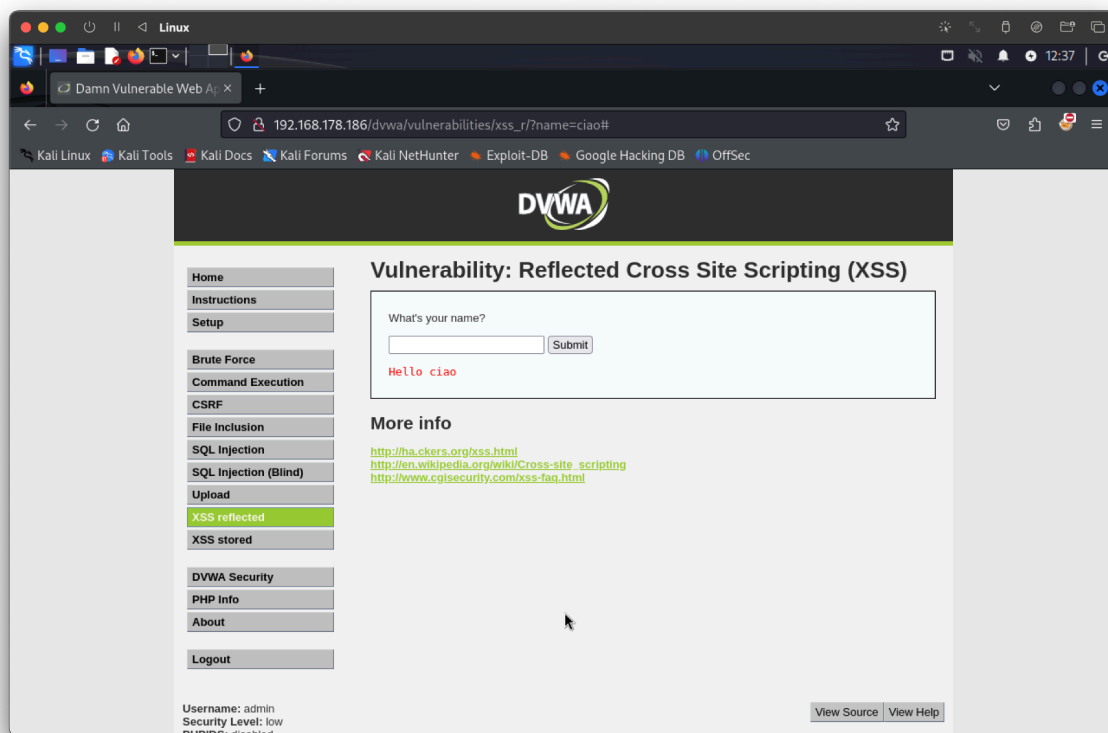 Linux
12:37
Damn Vulnerable Web Ap
192.168.178.186/dvwa/vulnerabilities/xss_r/?name=ciao#
Kali Linux Kali Tools Kali Docs Kali Forums Kali NetHunter Exploit-DB Google Hacking DB OffSec
DVWA
Vulnerability: Reflected Cross Site Scripting (XSS)
Home
Instructions
Setup
Brute Force
Command Execution
CSRF
File Inclusion
SQL Injection
SQL Injection (Blind)
Upload
XSS reflected
XSS stored
DVWA Security
PHP Info
About
Logout
What's your name?
Submit
Hello ciao
More info
http://ha.ckers.org/xss.html
http://en.wikipedia.org/wiki/Cross-site_scripting
http://www.cgisecurity.com/xss-faq.html
Username: admin
Security Level: low
View Source View Help